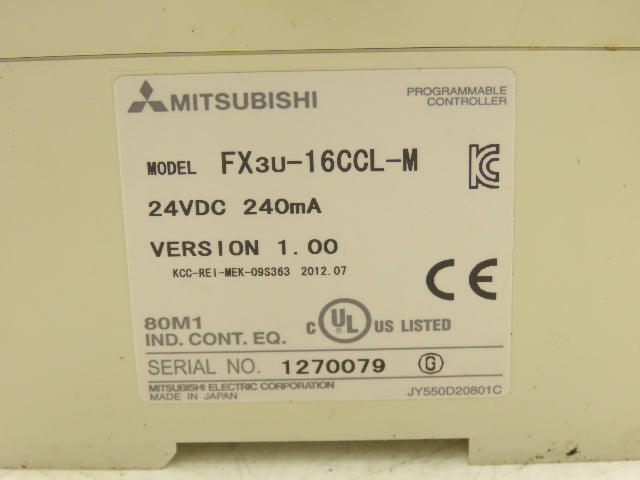 MITSUBISHI
PROGRAMMABLE
CONTROLLER
MODEL FX3U-16CCL-M
24VDC 240mA
VERSION 1.00
KCC-REI-MEK-09S363 2012.07
CE
80M1
IND. CONT. EQ.
C UL US LISTED
SERIAL NO. 1270079 G
MITSUBISHI ELECTRIC CORPORATION
MADE IN JAPAN
JY550D20801C